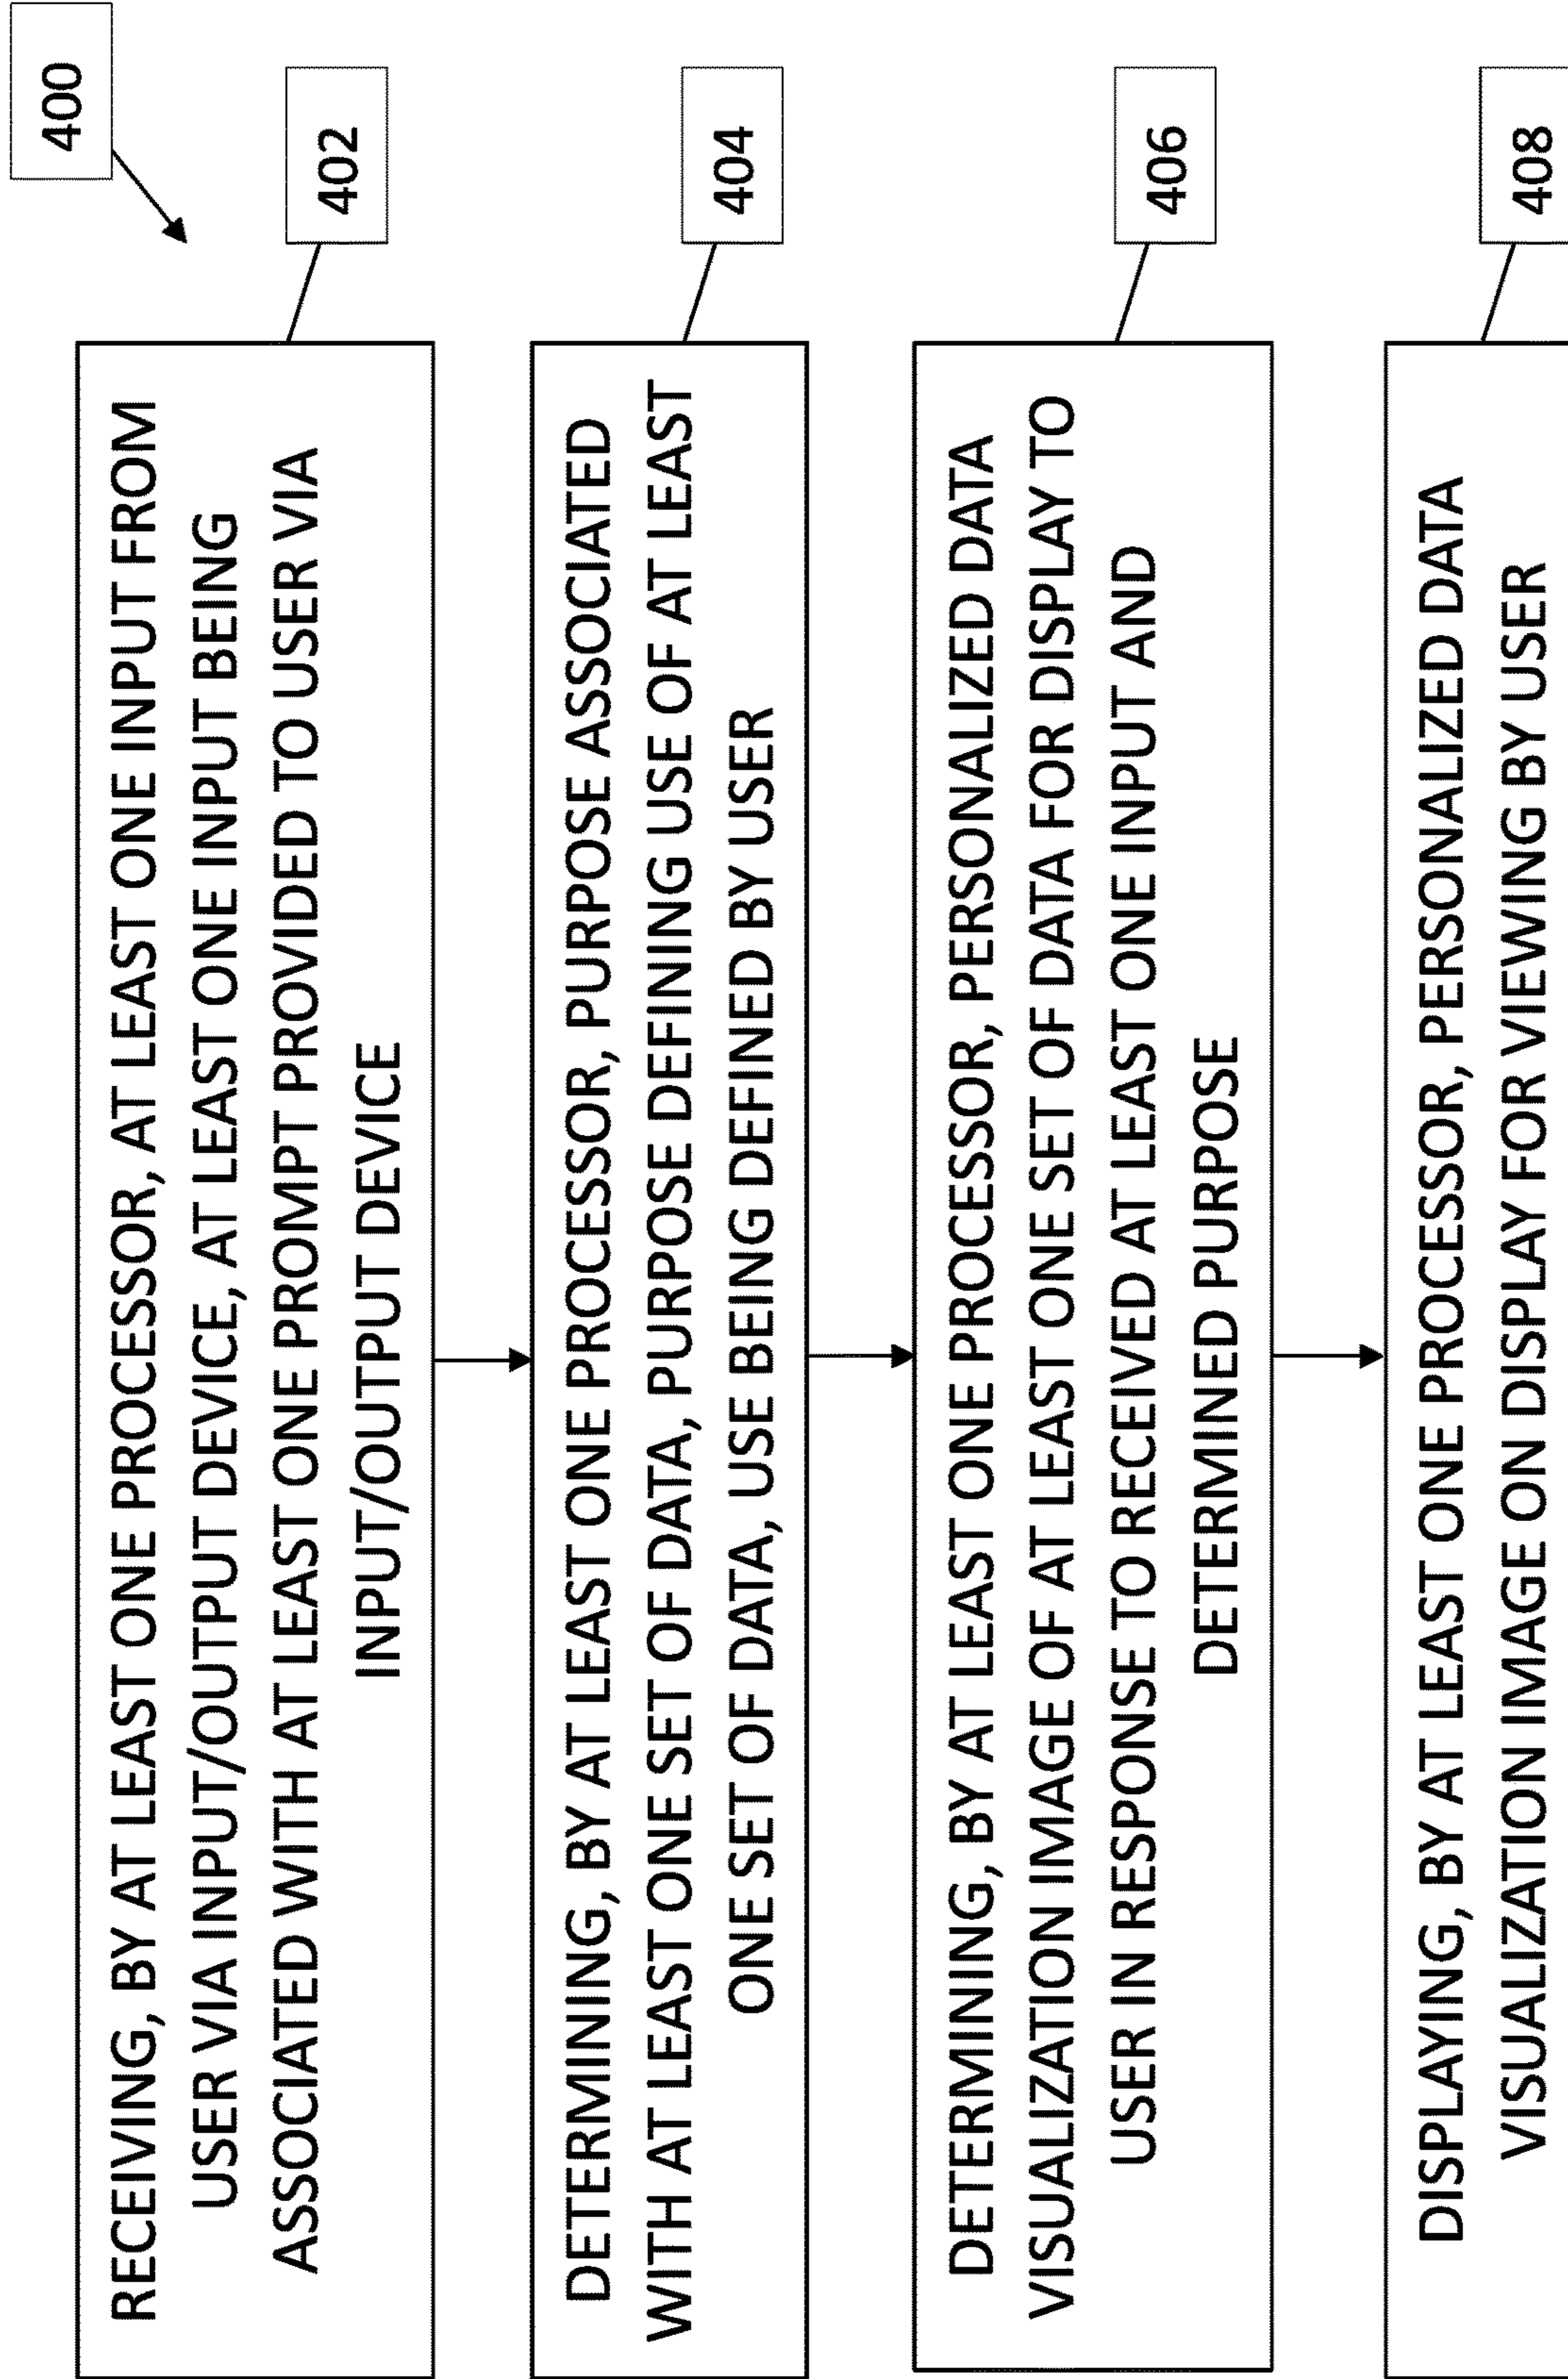 400
RECEIVING, BY AT LEAST ONE PROCESSOR, AT LEAST ONE INPUT FROM
USER VIA INPUT/OUTPUT DEVICE, AT LEAST ONE INPUT BEING
ASSOCIATED WITH AT LEAST ONE PROMPT PROVIDED TO USER VIA
INPUT/OUTPUT DEVICE
402
DETERMINING, BY AT LEAST ONE PROCESSOR, PURPOSE ASSOCIATED
WITH AT LEAST ONE SET OF DATA, PURPOSE DEFINING USE OF AT LEAST
ONE SET OF DATA, USE BEING DEFINED BY USER
404
DETERMINING, BY AT LEAST ONE PROCESSOR, PERSONALIZED DATA
VISUALIZATION IMAGE OF AT LEAST ONE SET OF DATA FOR DISPLAY TO
USER IN RESPONSE TO RECEIVED AT LEAST ONE INPUT AND
DETERMINED PURPOSE
406
DISPLAYING, BY AT LEAST ONE PROCESSOR, PERSONALIZED DATA
VISUALIZATION IMAGE ON DISPLAY FOR VIEWING BY USER
408